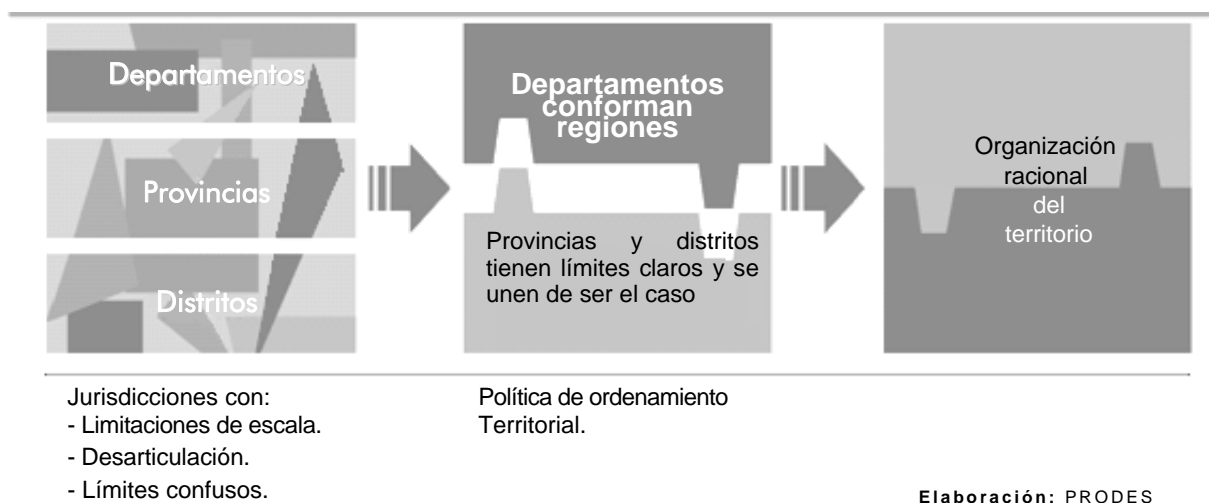 Departamentos
Provincias
Distritos
Departamentos
conforman
regiones
Provincias y distritos
tienen límites claros y se
unen de ser el caso
Organización
racional
del
territorio
Jurisdicciones con:
- Limitaciones de escala.
- Desarticulación.
- Límites confusos.
Política de ordenamiento
Territorial.
Elaboración: PRODES